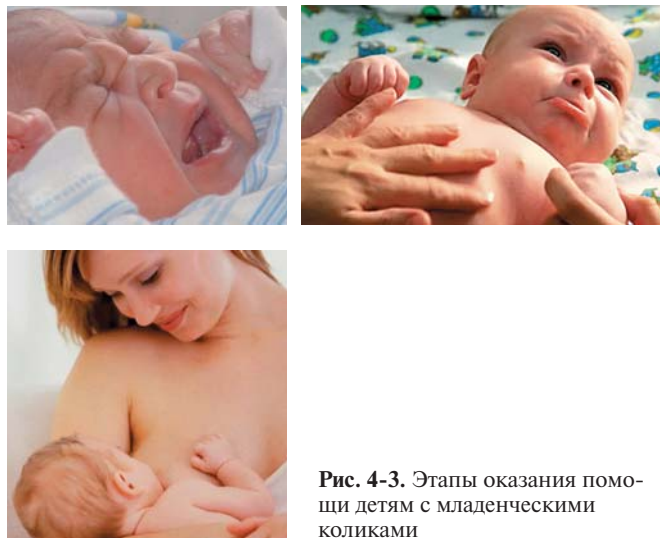 Рис. 4-3. Этапы оказания помо-
щи детям с младенческими
коликами